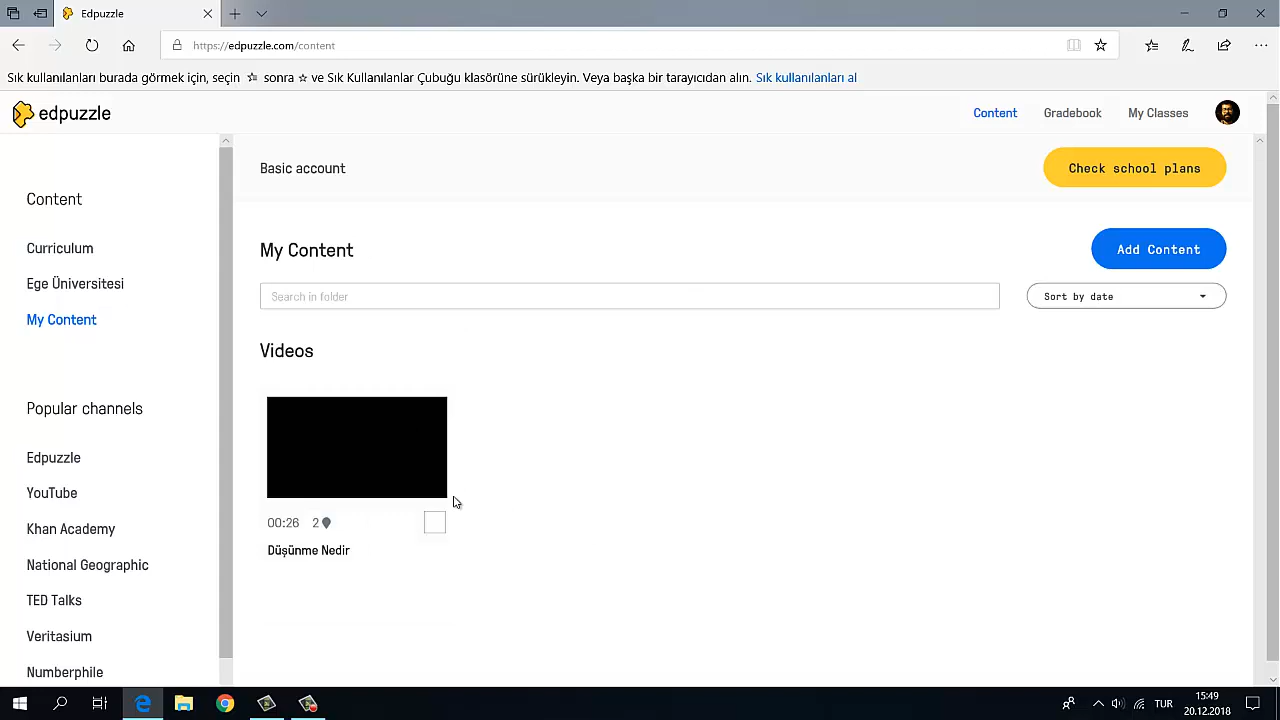 Edpuzzle
https://edpuzzle.com/content
Sık kullanılanları burada görmek için, seçin ☆ sonra ☆ ve Sık Kullanılanlar Çubuğu klasörüne sürükleyin. Veya başka bir tarayıcıdan alın. Sık kullanılanları al
edpuzzle
Content Gradebook My Classes
Basic account
Check school plans
Content
Curriculum
Ege Üniversitesi
My Content
Popular channels
Edpuzzle
YouTube
Khan Academy
National Geographic
TED Talks
Veritasium
Numberphile
My Content
Add Content
Search in folder
Sort by date
Videos
00:26 2
Düşünme Nedir
TUR
15:49
20.12.2018